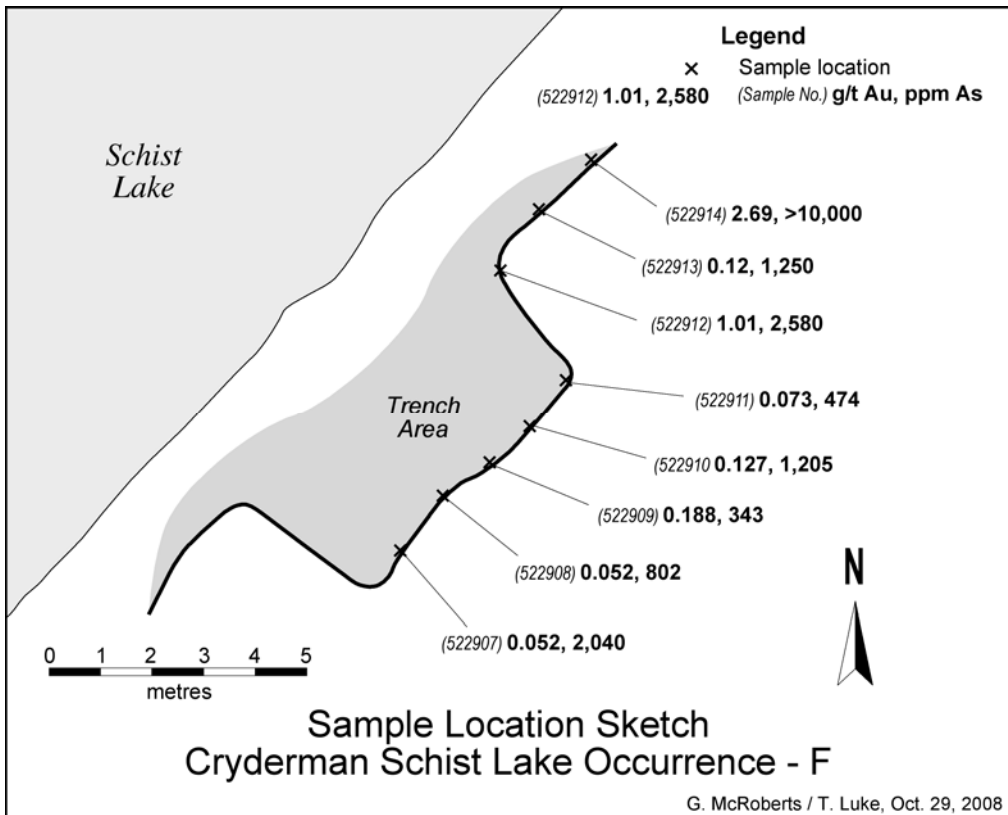 Legend
Sample location
(522912) 1.01, 2,580 (Sample No.) g/t Au, ppm As
Schist
Lake
(522914) 2.69, >10,000
(522913) 0.12, 1,250
(522912) 1.01, 2,580
(522911) 0.073, 474
Trench
Area
(522910 0.127, 1,205
(522909) 0.188, 343
(522908) 0.052, 802
N
(522907) 0.052, 2,040
0 1 2 3 4 5
metres
Sample Location Sketch
Cryderman Schist Lake Occurrence - F
G. McRoberts / T. Luke, Oct. 29, 2008